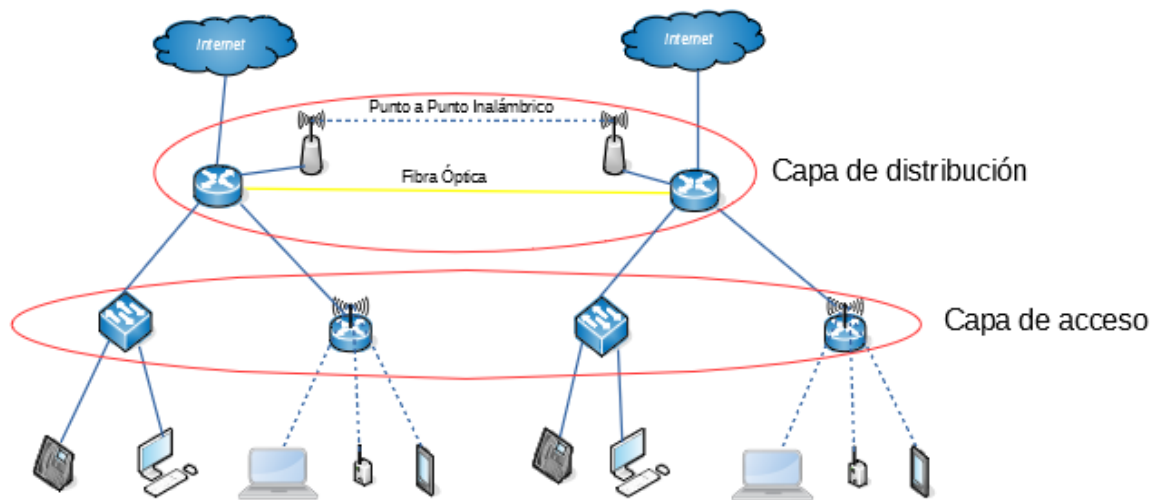 Internet
Internet
Punto a Punto Inalámbrico
Fibra Óptica
Capa de distribución
Capa de acceso